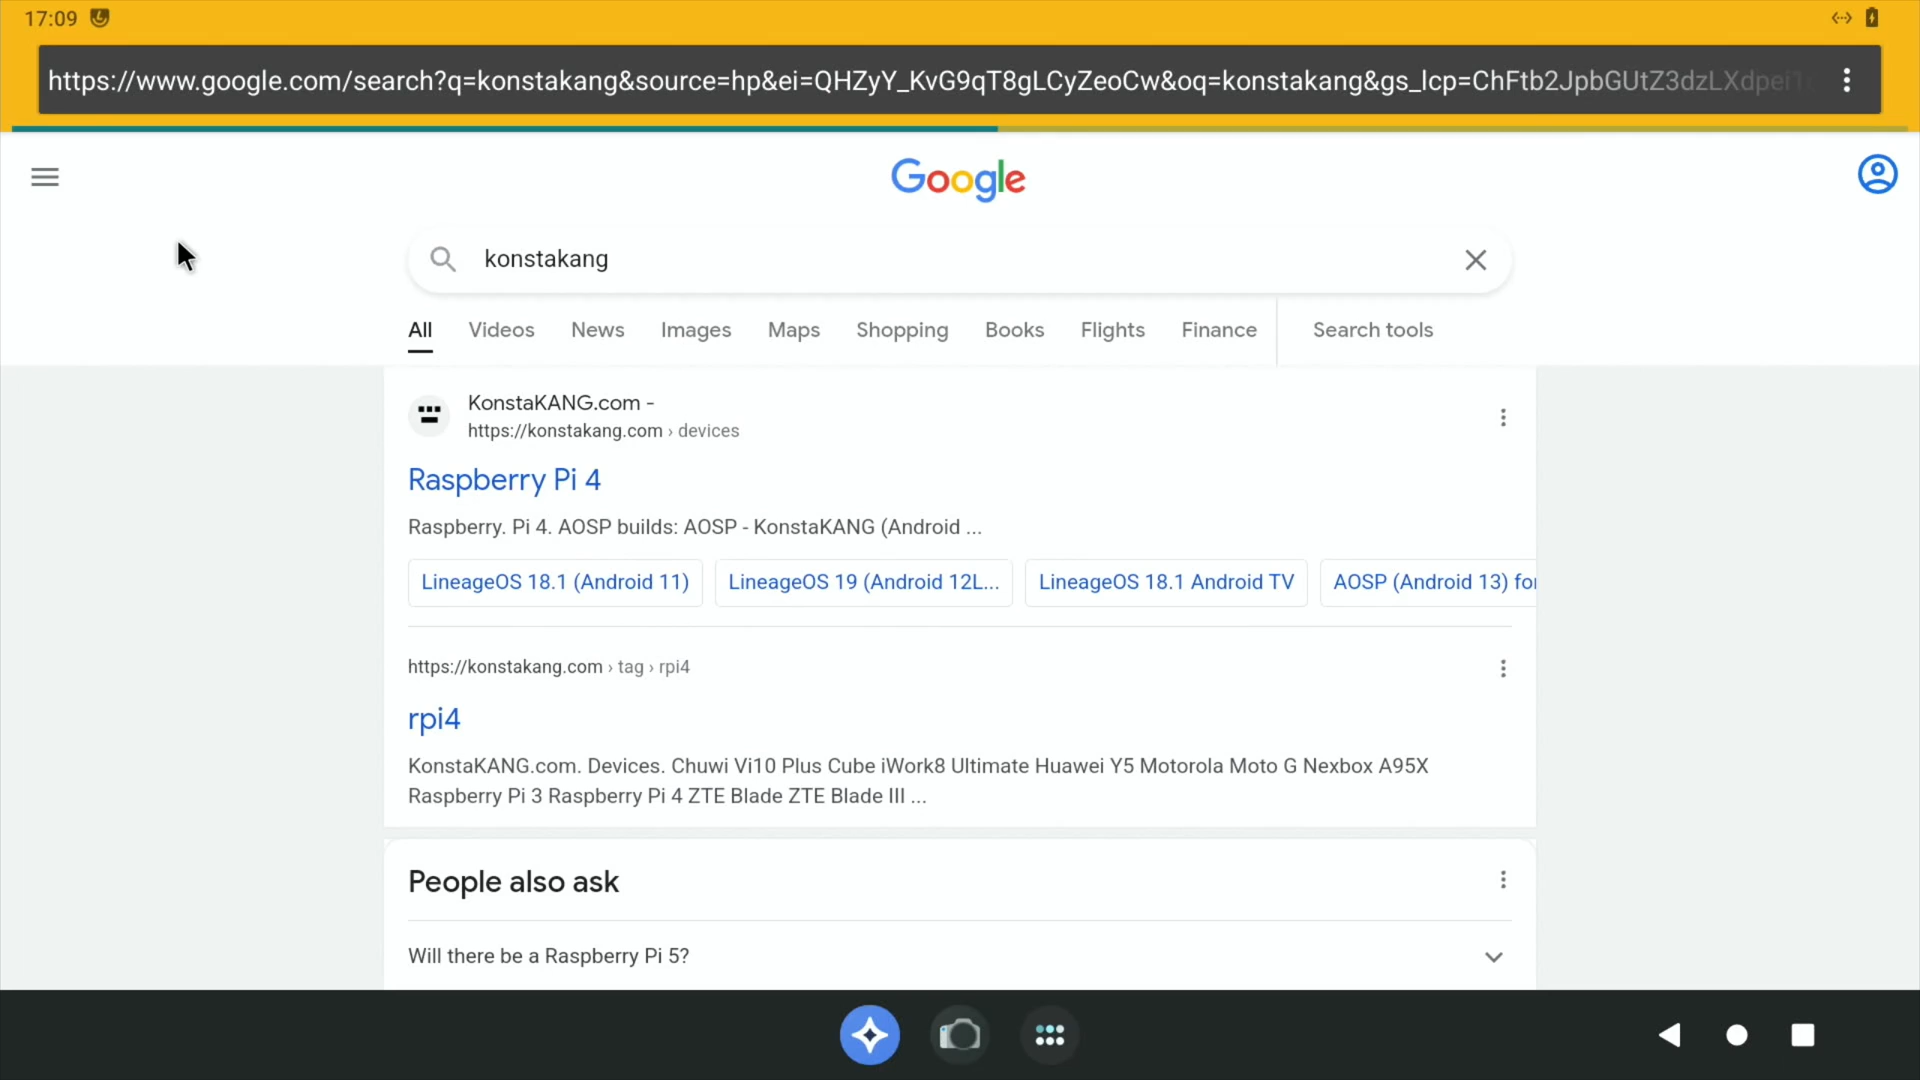 17:09
https://www.google.com/search?q=konstakang&source=hp&ei=QHZyY_KvG9qT8gLCyZeoCw&oq=konstakang&gs_lcp=ChFtb2JpbGUtZ3dzLXdpei
Google
konstakang
All Videos News Images Maps Shopping Books Flights Finance Search tools
KonstaKANG.com -
https://konstakang.com › devices
Raspberry Pi 4
Raspberry. Pi 4. AOSP builds: AOSP - KonstaKANG (Android ...
LineageOS 18.1 (Android 11) LineageOS 19 (Android 12L... LineageOS 18.1 Android TV AOSP (Android 13) for
https://konstakang.com › tag › rpi4
rpi4
KonstaKANG.com. Devices. Chuwi Vi10 Plus Cube iWork8 Ultimate Huawei Y5 Motorola Moto G Nexbox A95X
Raspberry Pi 3 Raspberry Pi 4 ZTE Blade ZTE Blade III ...
People also ask
Will there be a Raspberry Pi 5?